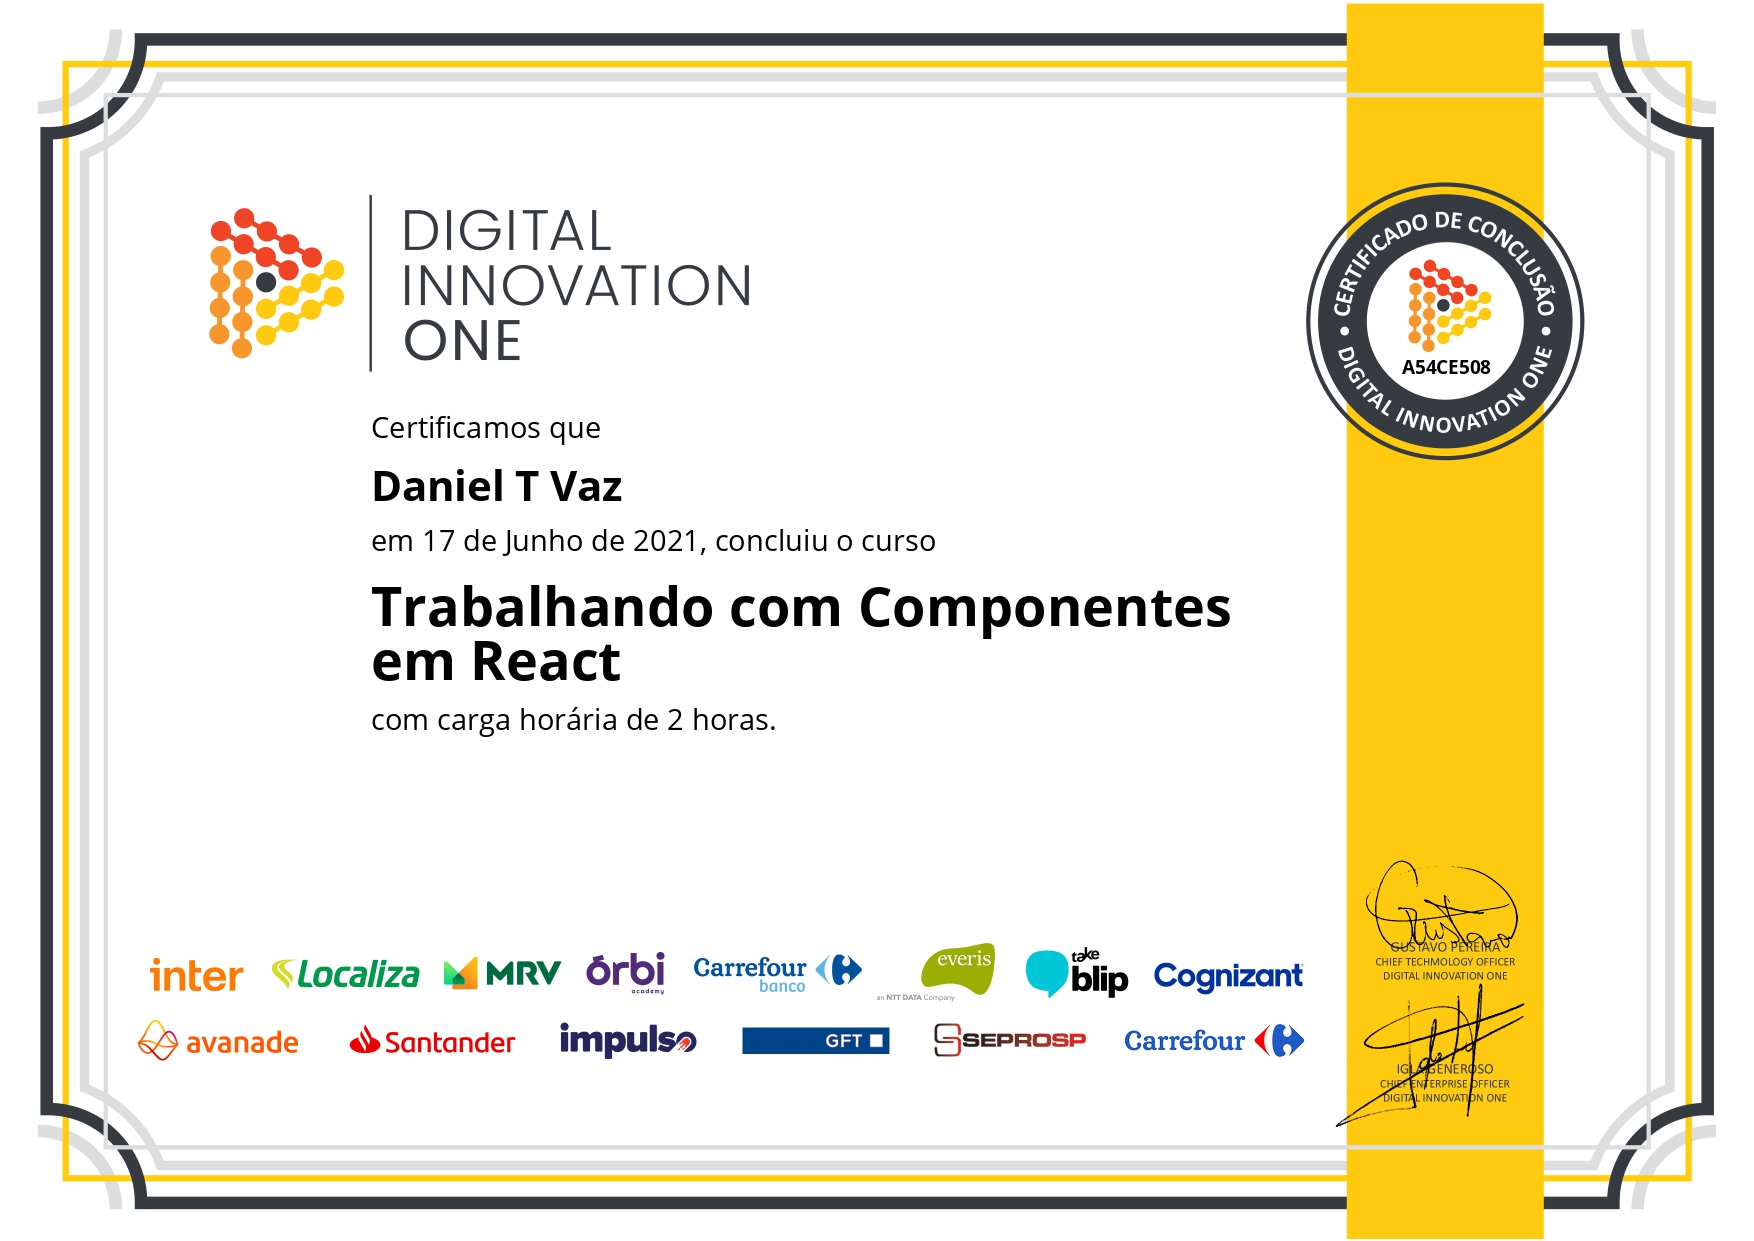 DIGITAL
INNOVATION
ONE
CERTIFICADO DE CONCLUSÃO
A54CE508
• DIGITAL INNOVATION ONE •
Certificamos que
Daniel T Vaz
em 17 de Junho de 2021, concluiu o curso
Trabalhando com Componentes
em React
com carga horária de 2 horas.
Gustavo
GUSTAVO PEREIRA
CHIEF TECHNOLOGY OFFICER
DIGITAL INNOVATION ONE
inter Localiza MRV órbi academy Carrefour banco everis an NTT DATA Company take blip Cognizant
avanade Santander impulso GFT SEPROSP Carrefour
IGLÁ GENEROSO
CHIEF ENTERPRISE OFFICER
DIGITAL INNOVATION ONE